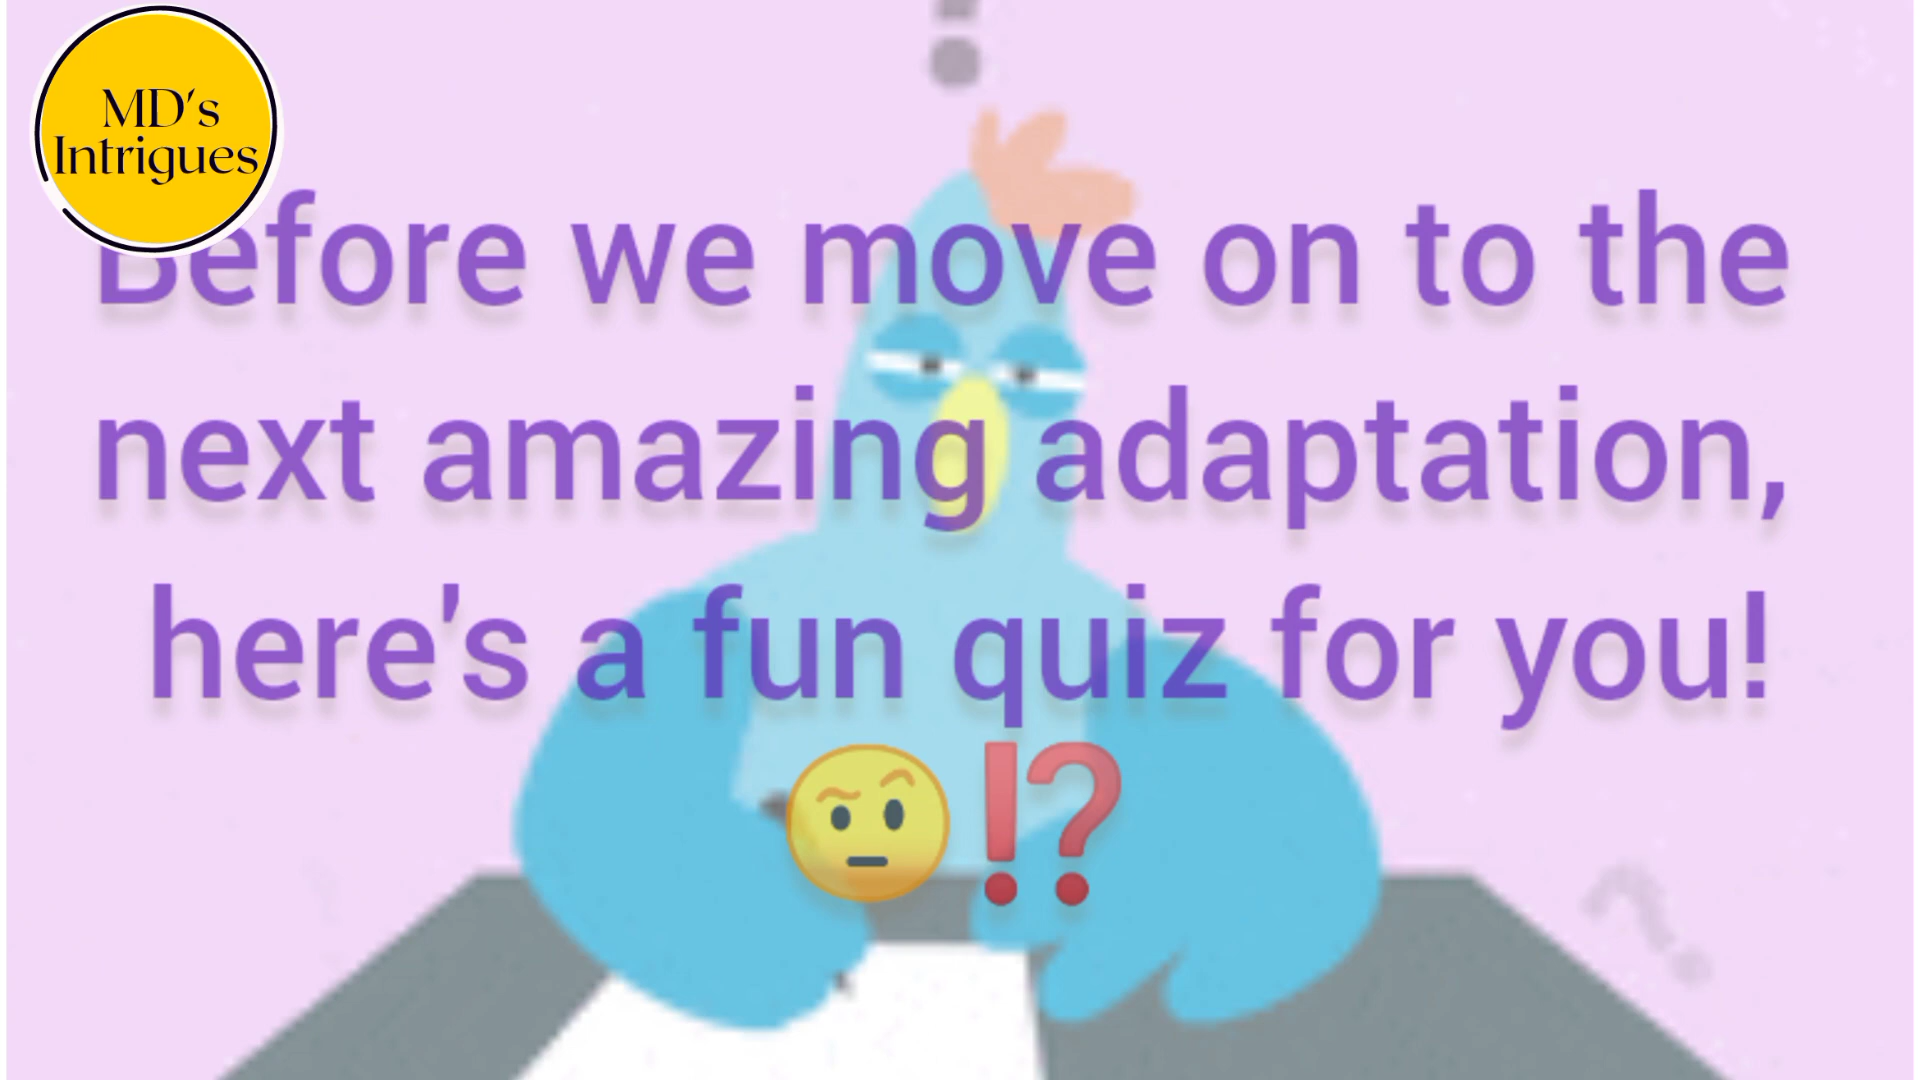 MD's
Intrigues
Before we move on to the
next amazing adaptation,
here's a fun quiz for you!
🤨⁉️